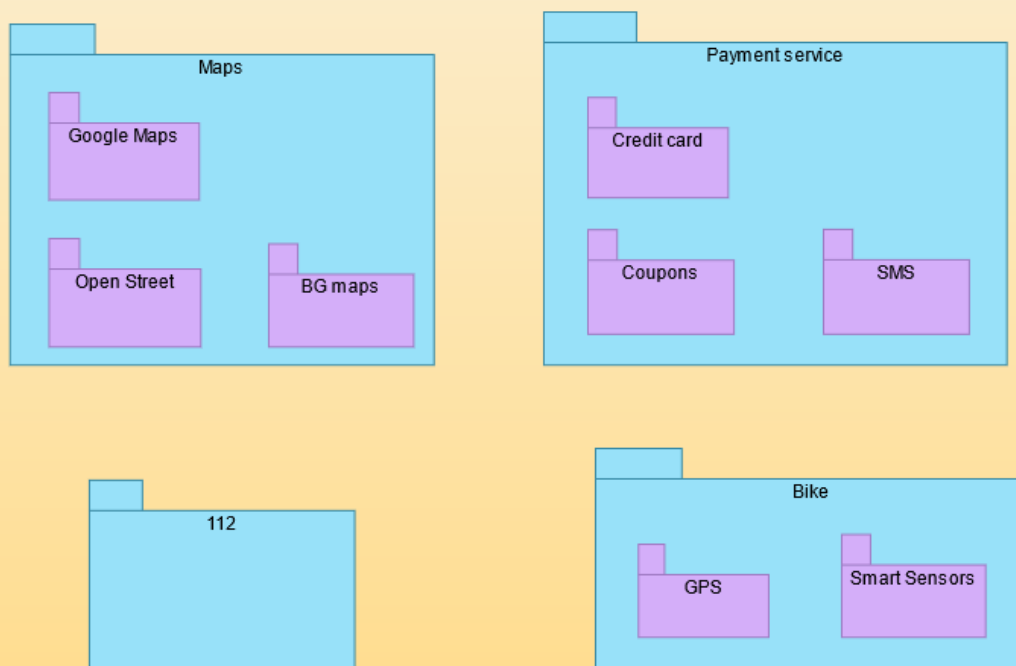 Maps
Google Maps
Open Street
BG maps
Payment service
Credit card
Coupons
SMS
112
Bike
GPS
Smart Sensors